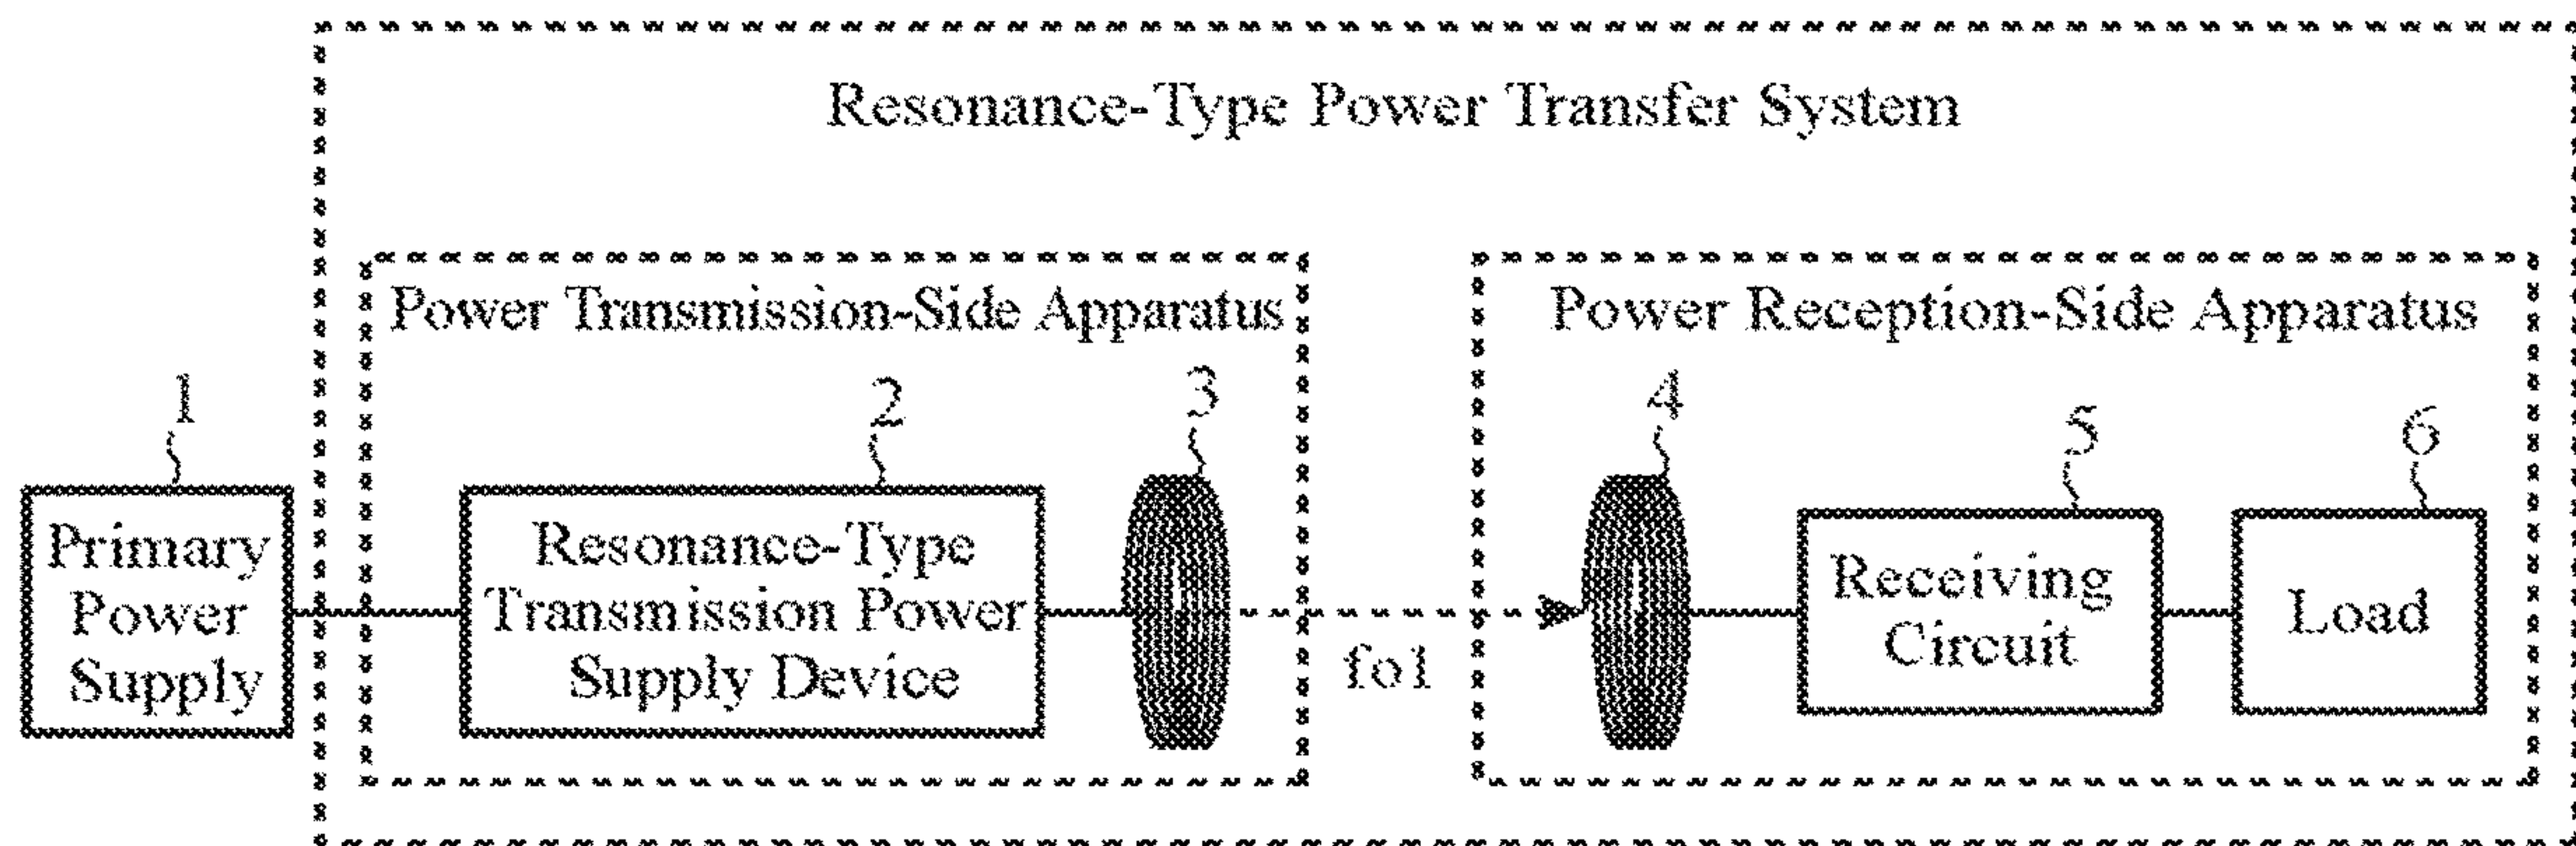 Resonance-Type Power Transfer System
Power Transmission-Side Apparatus
Power Reception-Side Apparatus
1
2
3
4
5
6
Primary
Power
Supply
Resonance-Type
Transmission Power
Supply Device
fo1
Receiving
Circuit
Load